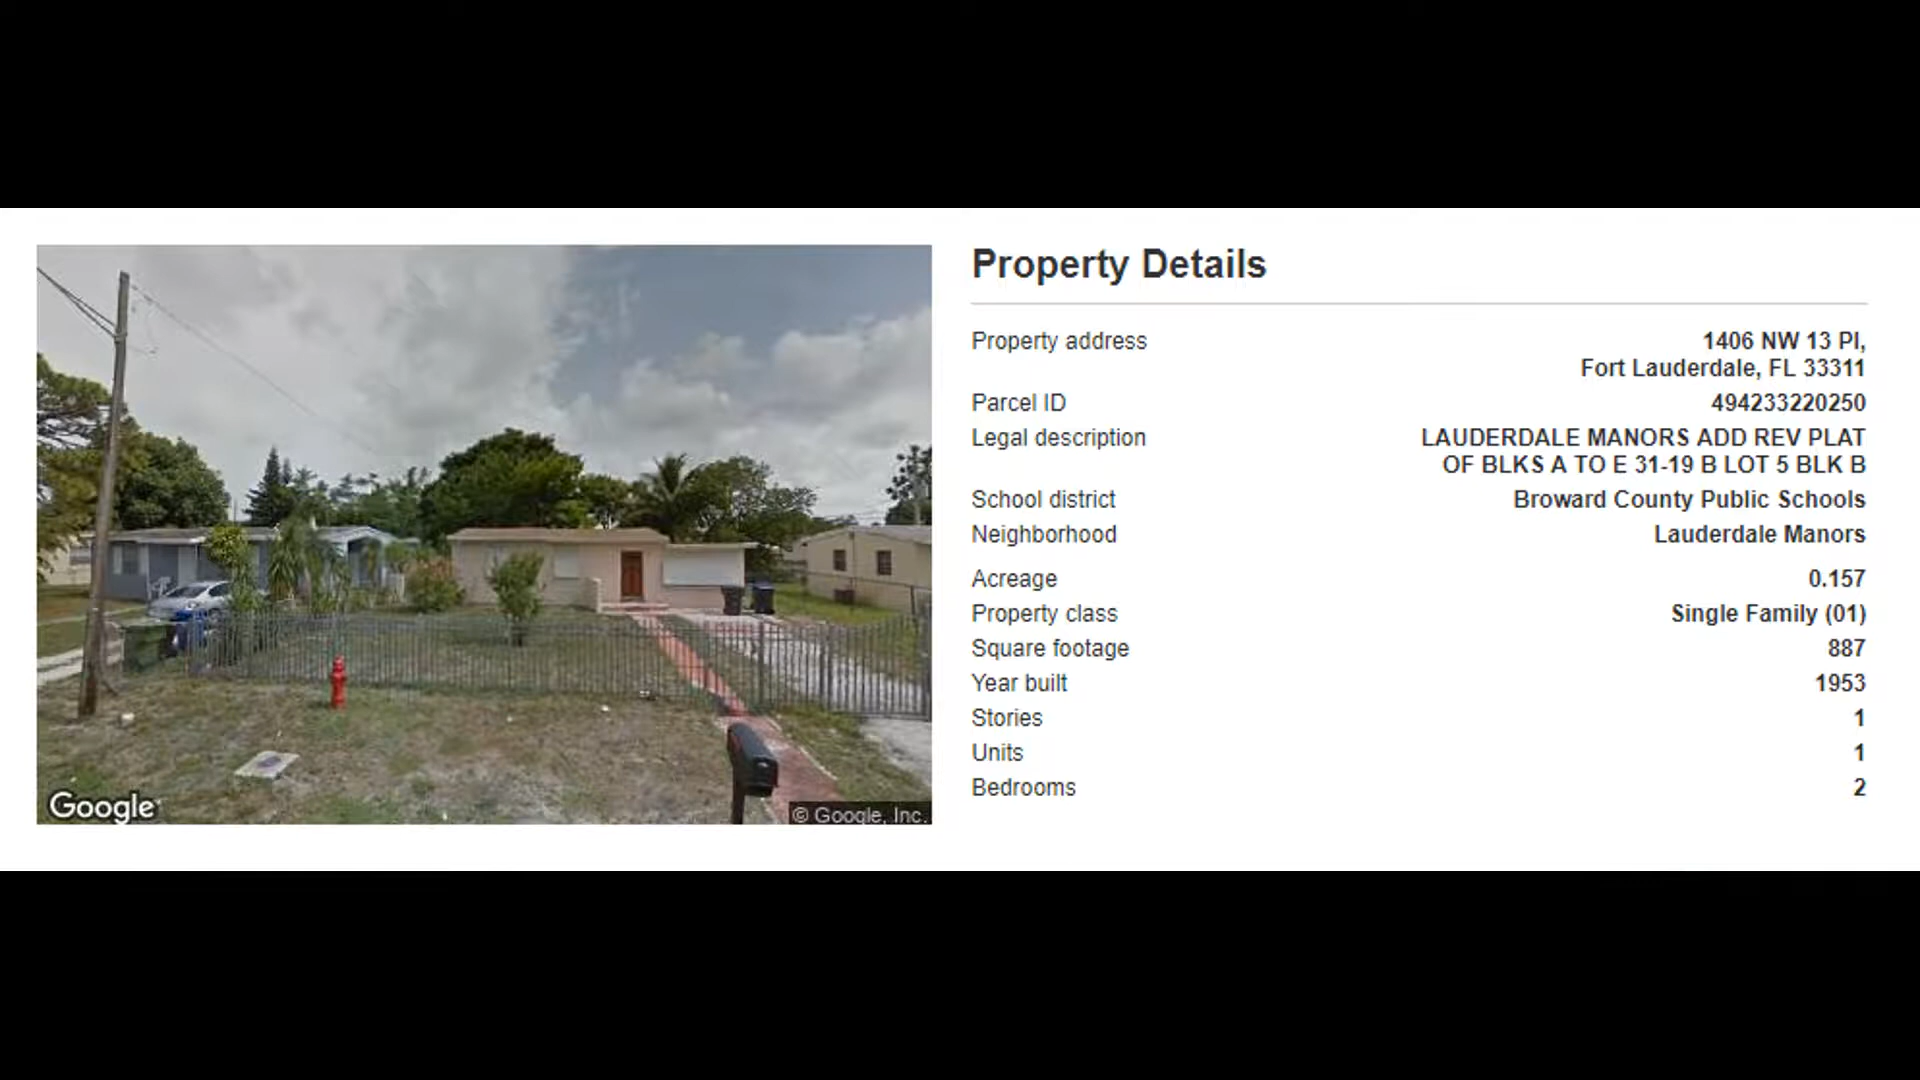 Property Details
Property address 1406 NW 13 Pl,
Fort Lauderdale, FL 33311
Parcel ID 494233220250
Legal description LAUDERDALE MANORS ADD REV PLAT
OF BLKS A TO E 31-19 B LOT 5 BLK B
School district Broward County Public Schools
Neighborhood Lauderdale Manors
Acreage 0.157
Property class Single Family (01)
Square footage 887
Year built 1953
Stories 1
Units 1
Bedrooms 2
Google
© Google, Inc.